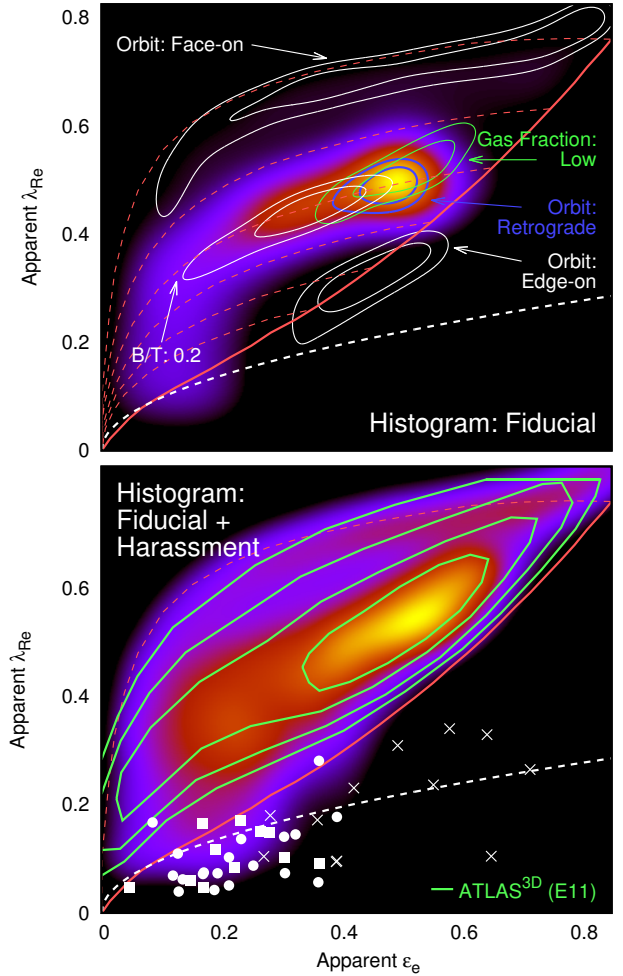 0.8
Orbit: Face-on
0.6
Gas Fraction:
Low
Orbit:
Retrograde
Orbit:
Edge-on
0.4
Apparent λRe
0.2
B/T: 0.2
Histogram: Fiducial
0
Histogram:
Fiducial +
Harassment
0.6
0.4
Apparent λRe
0.2
ATLAS3D (E11)
0
0 0.2 0.4 0.6 0.8
Apparent εe